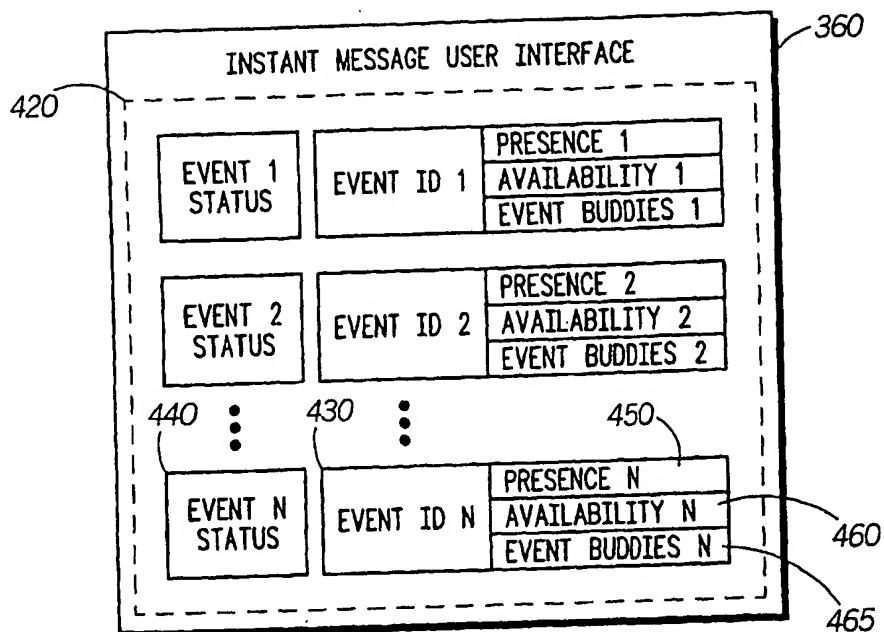 360
INSTANT MESSAGE USER INTERFACE
420
EVENT 1
STATUS
EVENT ID 1
PRESENCE 1
AVAILABILITY 1
EVENT BUDDIES 1
EVENT 2
STATUS
EVENT ID 2
PRESENCE 2
AVAILABILITY 2
EVENT BUDDIES 2
440
430
450
EVENT N
STATUS
EVENT ID N
PRESENCE N
AVAILABILITY N
EVENT BUDDIES N
460
465